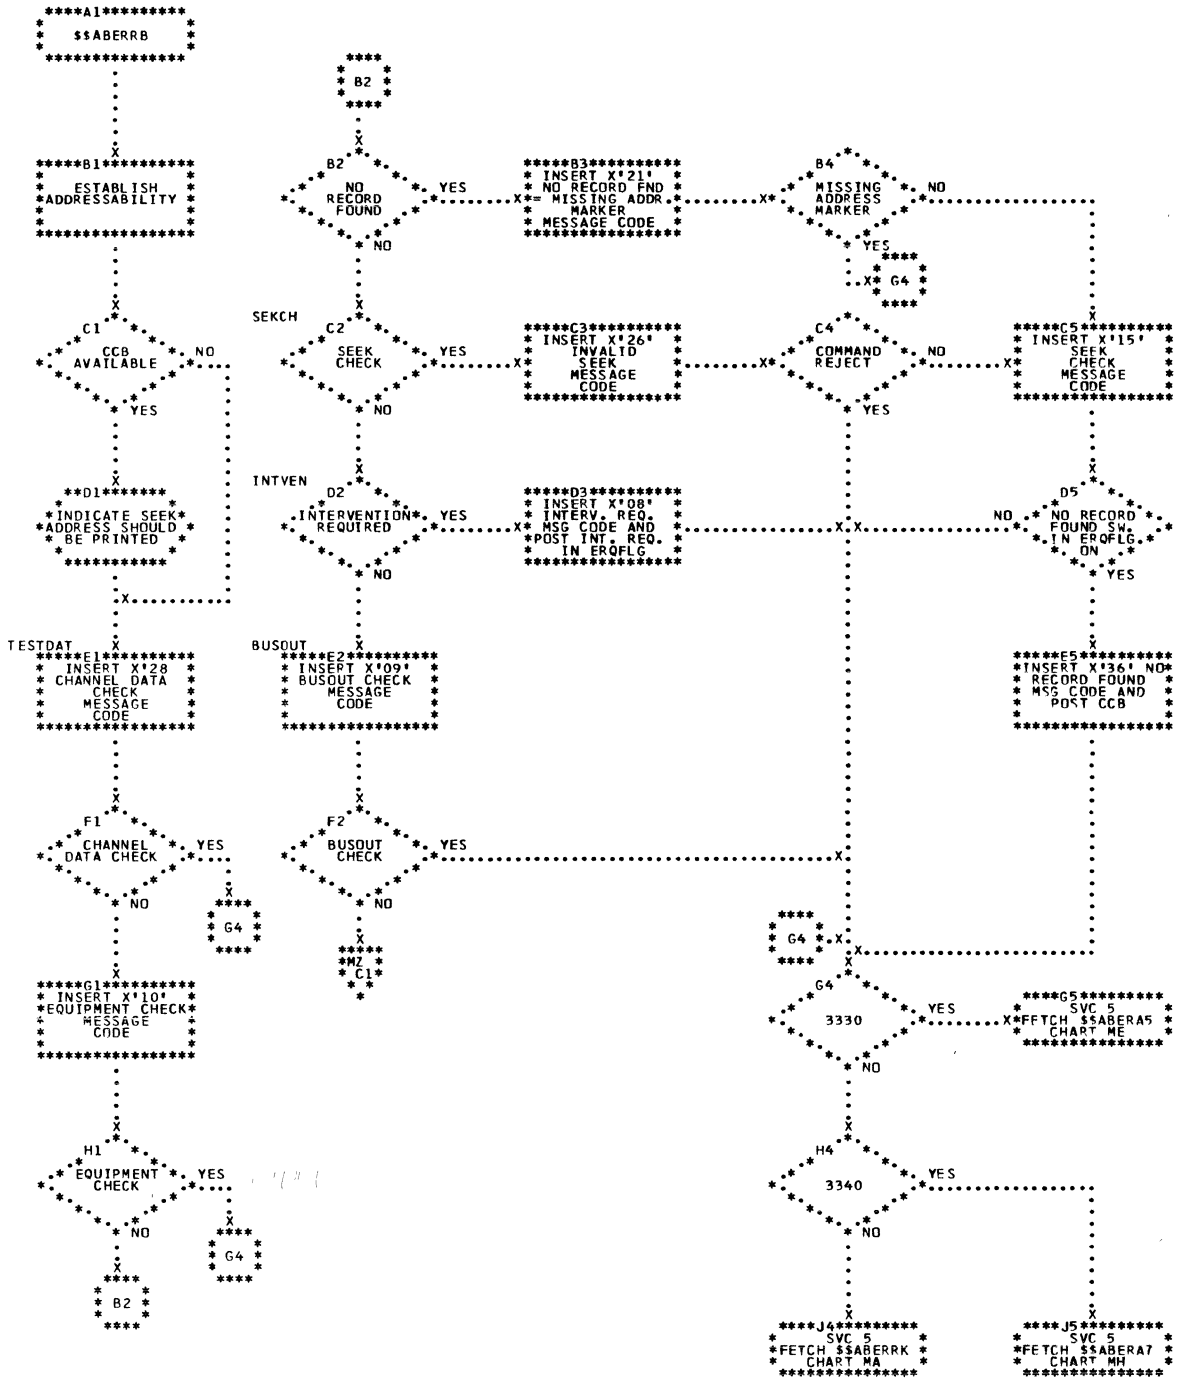 A1
$$ABERRB
B2
B1
ESTABLISH
ADDRESSABILITY
B2
NO
RECORD
FOUND
YES
NO
B3
INSERT X'21'
NO RECORD FND
= MISSING ADDR
MARKER
MESSAGE CODE
B4
MISSING
ADDRESS
MARKER
NO
YES
G4
C1
CCB
AVAILABLE
NO
YES
SEKCH
C2
SEEK
CHECK
YES
NO
C3
INSERT X'26'
INVALID
SEEK
MESSAGE
CODE
C4
COMMAND
REJECT
NO
YES
C5
INSERT X'15'
SEEK
CHECK
MESSAGE
CODE
D1
INDICATE SEEK
ADDRESS SHOULD
BE PRINTED
INTVEN
D2
INTERVENTION
REQUIRED
YES
NO
D3
INSERT X'08'
INTERV. REQ.
MSG CODE AND
POST INT. REQ.
IN ERQFLG
D5
NO
NO RECORD
FOUND SW.
IN ERQFLG
ON
YES
TESTDAT
E1
INSERT X'28
CHANNEL DATA
CHECK
MESSAGE
CODE
BUSOUT
E2
INSERT X'09'
BUSOUT CHECK
MESSAGE
CODE
E5
INSERT X'36' NO
RECORD FOUND
MSG CODE AND
POST CCB
F1
CHANNEL
DATA CHECK
YES
NO
G4
F2
BUSOUT
CHECK
YES
NO
MZ
C1
G4
G1
INSERT X'10'
EQUIPMENT CHECK
MESSAGE
CODE
G4
3330
YES
NO
G5
SVC 5
FETCH $$ABERA5
CHART ME
H1
EQUIPMENT
CHECK
YES
NO
G4
B2
H4
3340
YES
NO
J4
SVC 5
FETCH $$ABERRK
CHART MA
J5
SVC 5
FETCH $$ABERA7
CHART MH